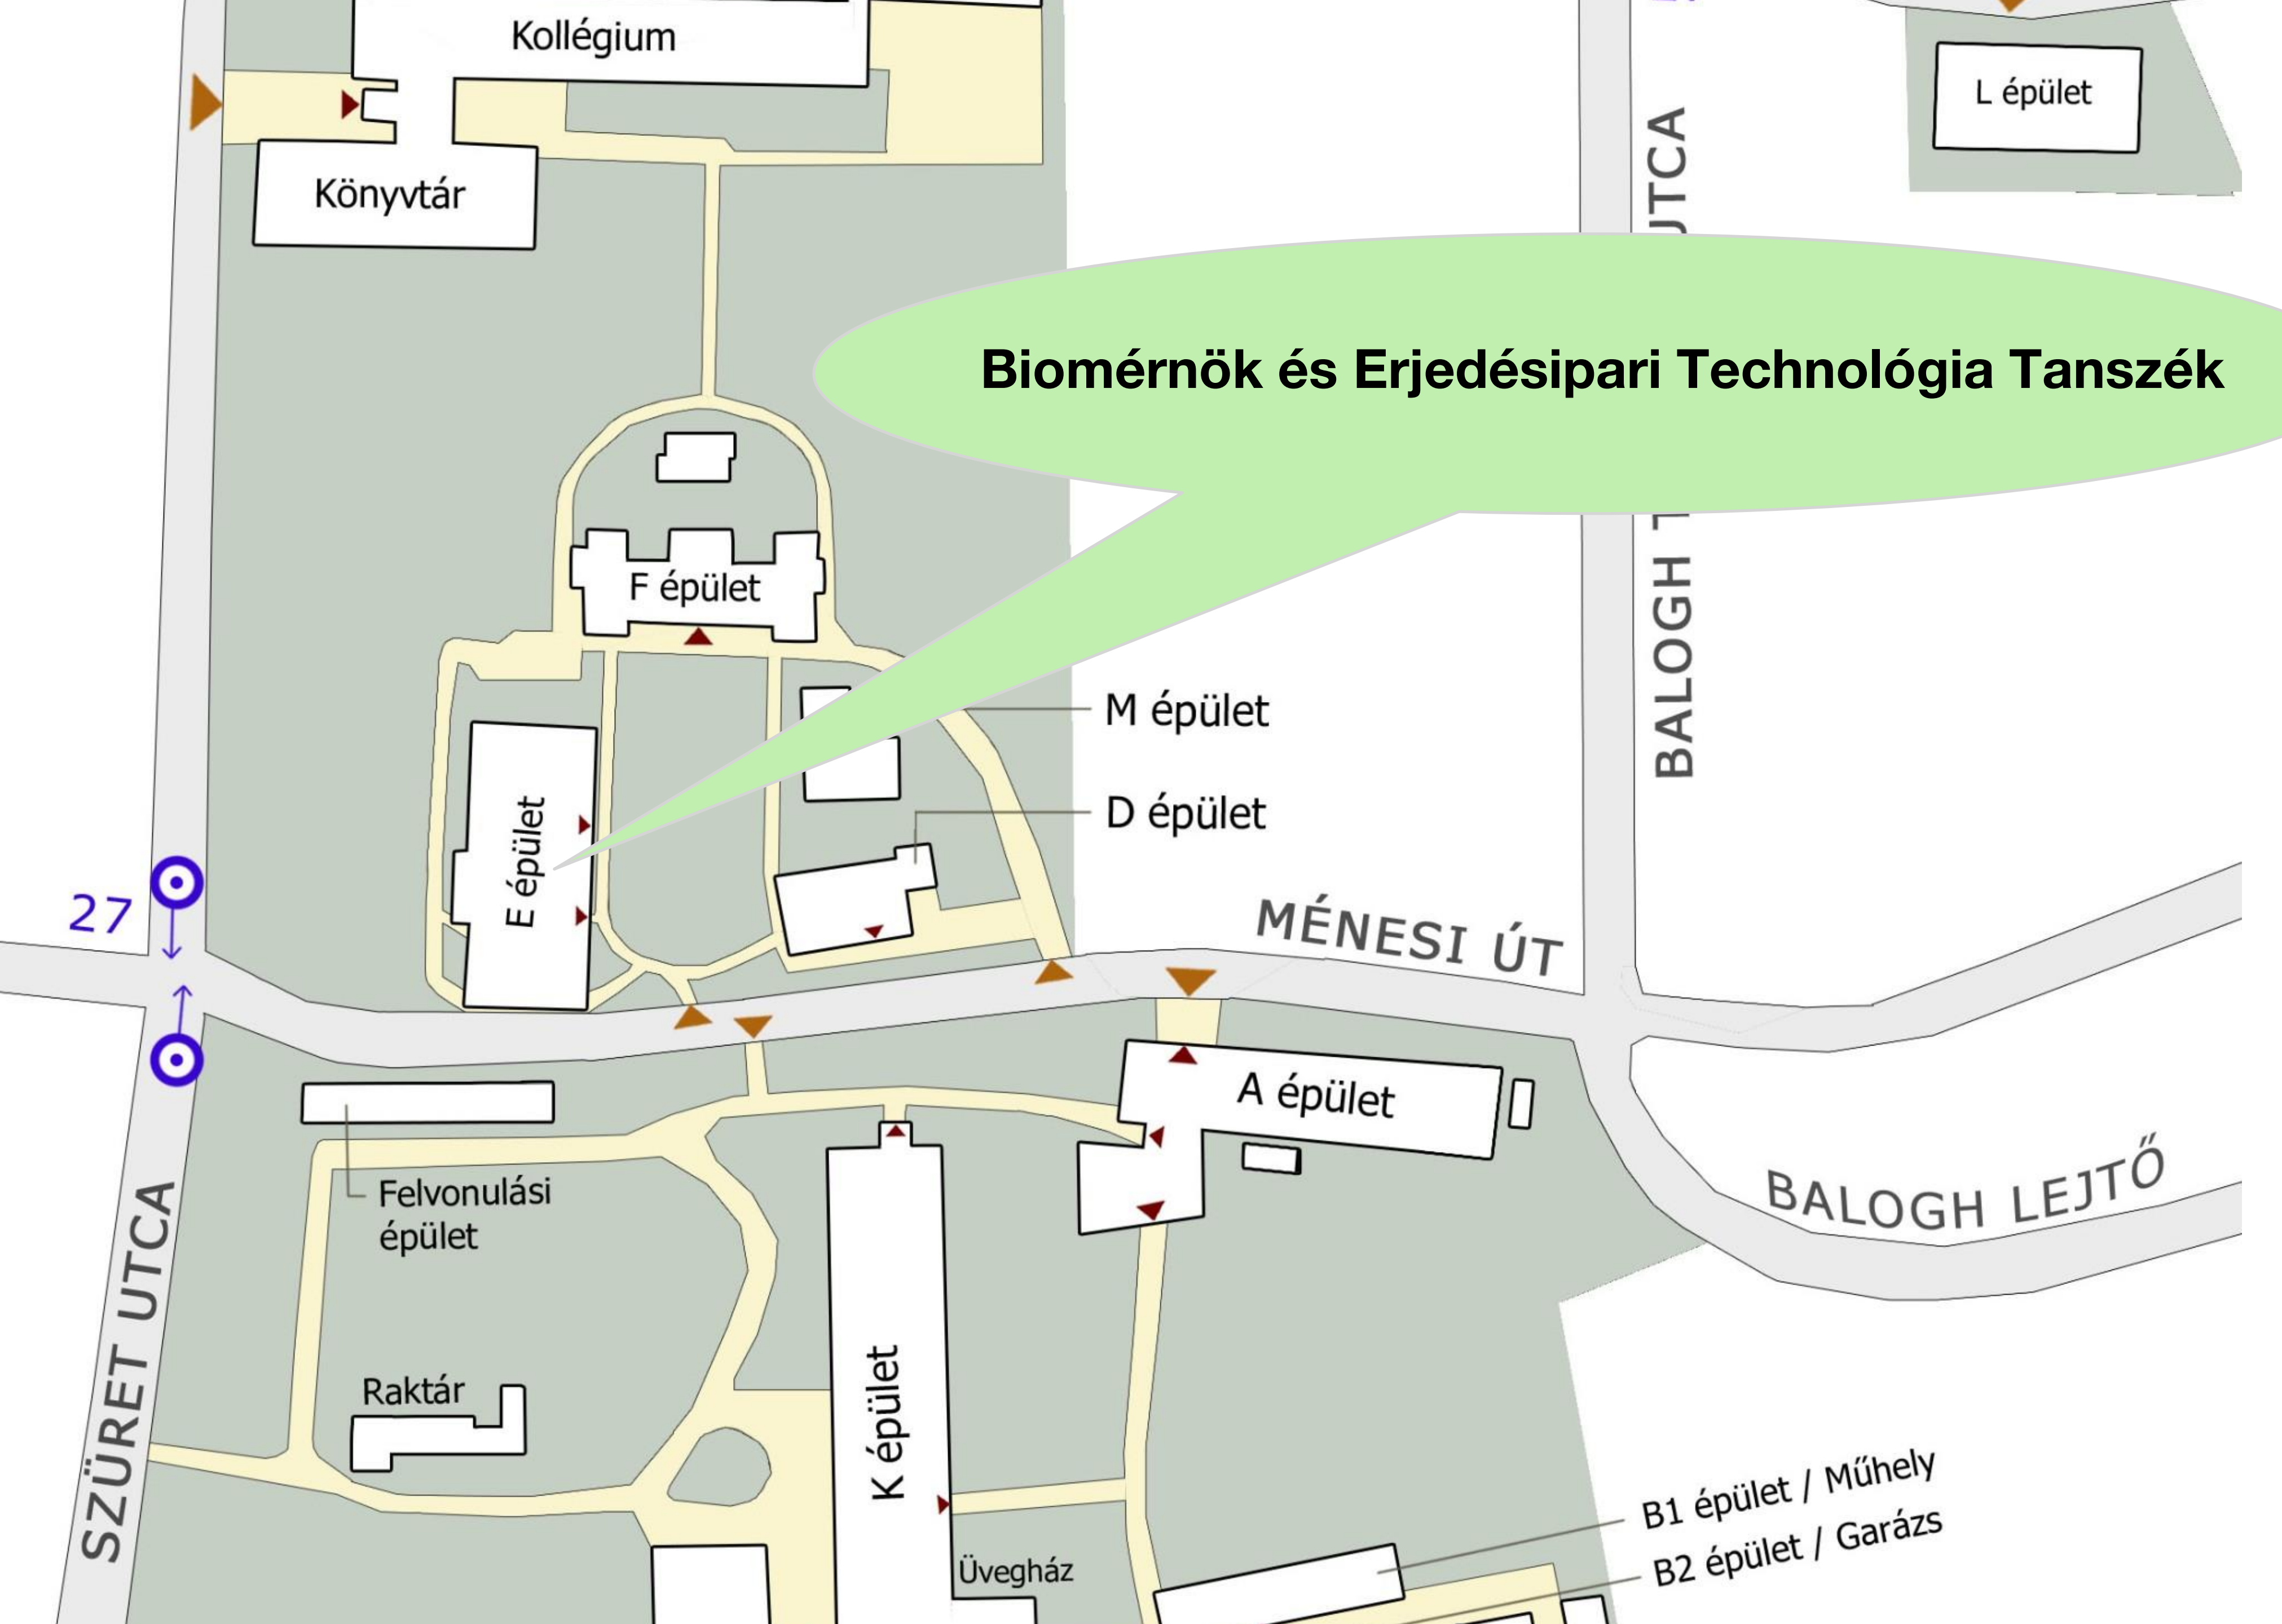 Kollégium
L épület
Könyvtár
UTCA
Biomérnök és Erjedésipari Technológia Tanszék
F épület
BALOGH
M épület
D épület
E épület
27
MÉNESI ÚT
A épület
Felvonulási
épület
BALOGH LEJTŐ
SZÜRET UTCA
Raktár
K épület
B1 épület / Műhely
B2 épület / Garázs
Üvegház